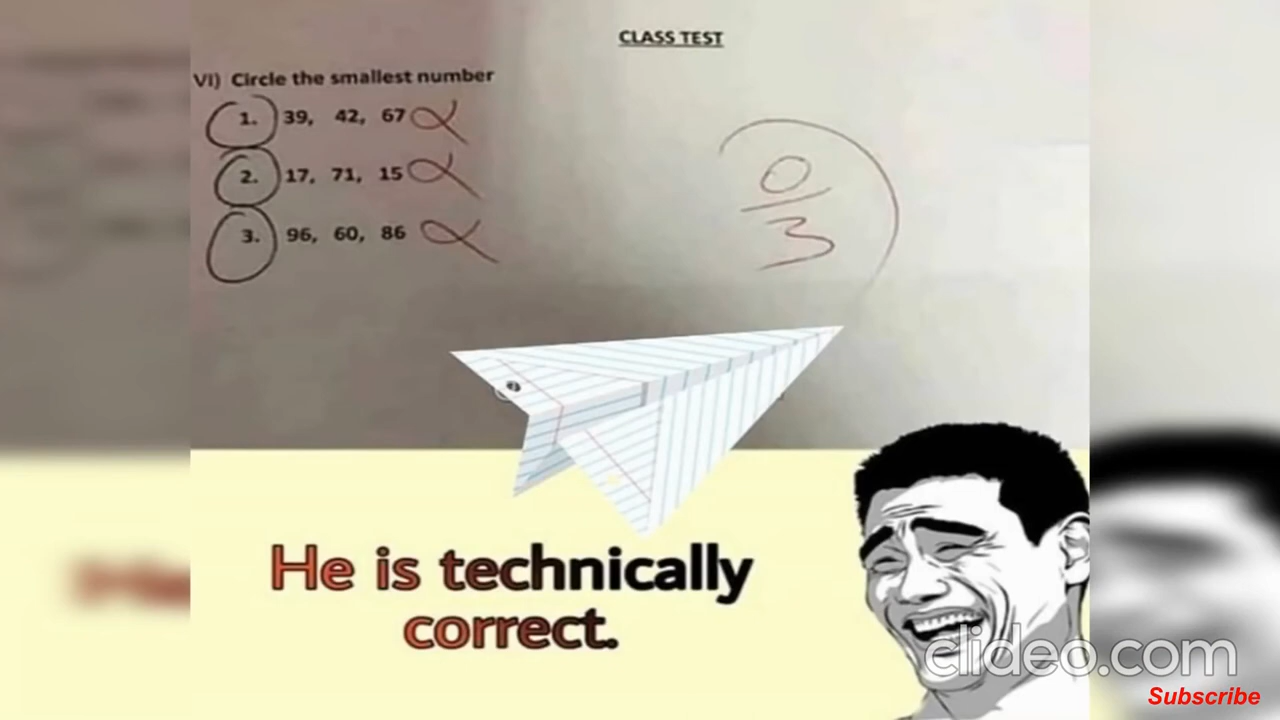 CLASS TEST
VI) Circle the smallest number
1. 39, 42, 67
2. 17, 71, 15
3. 96, 60, 86
0/3
He is technically
correct.
clideo.com
Subscribe